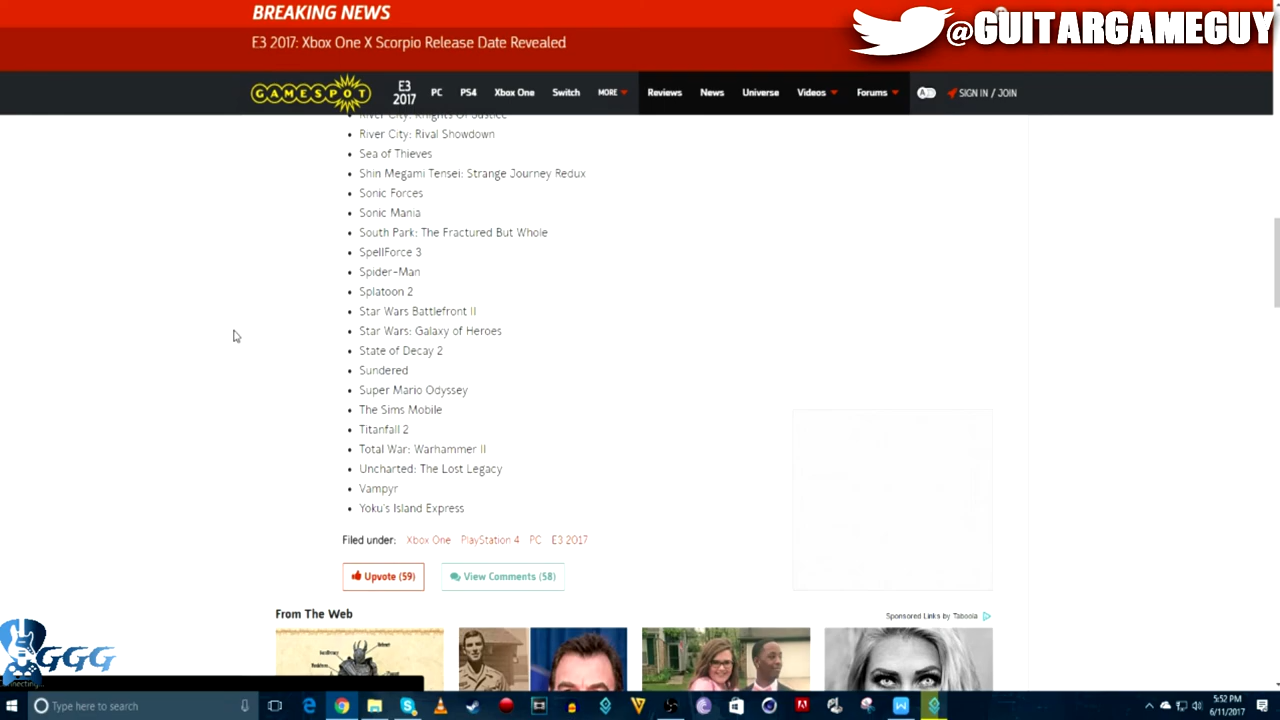 BREAKING NEWS
@GUITARGAMEGUY
E3 2017: Xbox One X Scorpio Release Date Revealed
GAMESPOT E3 2017 PC PS4 Xbox One Switch MORE Reviews News Universe Videos Forums SIGN IN / JOIN
River City: Knights Of Justice
River City: Rival Showdown
Sea of Thieves
Shin Megami Tensei: Strange Journey Redux
Sonic Forces
Sonic Mania
South Park: The Fractured But Whole
SpellForce 3
Spider-Man
Splatoon 2
Star Wars Battlefront II
Star Wars: Galaxy of Heroes
State of Decay 2
Sundered
Super Mario Odyssey
The Sims Mobile
Titanfall 2
Total War: Warhammer II
Uncharted: The Lost Legacy
Vampyr
Yoku's Island Express
Filed under: Xbox One PlayStation 4 PC E3 2017
Upvote (59) View Comments (58)
From The Web
Sponsored Links by Taboola
GGG
Type here to search
5:52 PM
6/11/2017